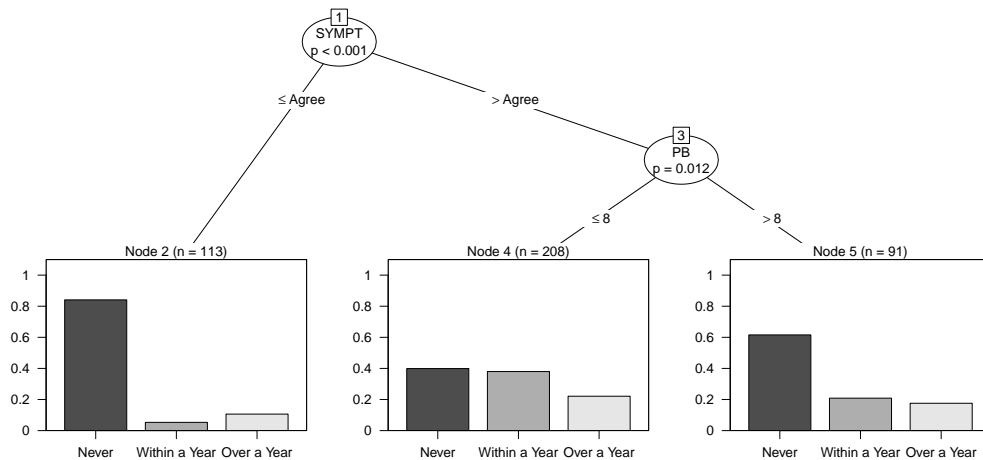 1
SYMPT
p < 0.001
≤ Agree
> Agree
3
PB
p = 0.012
≤ 8
> 8
Node 2 (n = 113)
1
0.8
0.6
0.4
0.2
0
Never Within a Year Over a Year
Node 4 (n = 208)
1
0.8
0.6
0.4
0.2
0
Never Within a Year Over a Year
Node 5 (n = 91)
1
0.8
0.6
0.4
0.2
0
Never Within a Year Over a Year